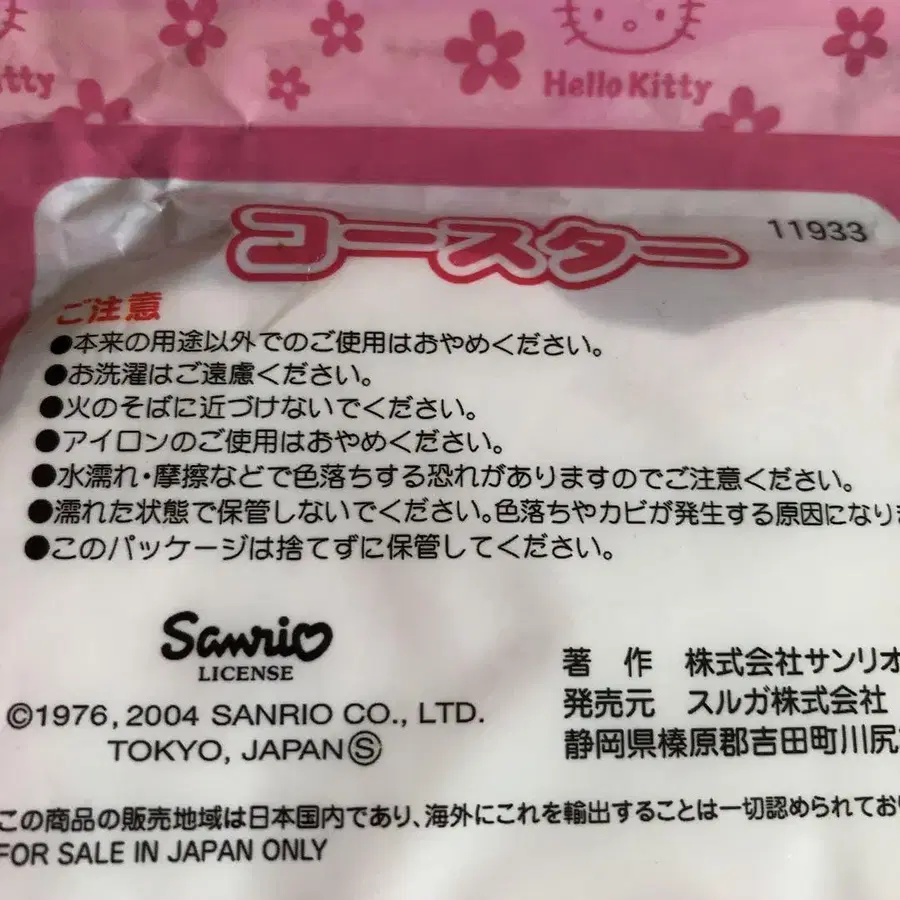 Hello Kitty
コースター
11933
ご注意
●本来の用途以外でのご使用はおやめください。
●お洗濯はご遠慮ください。
●火のそばに近づけないでください。
●アイロンのご使用はおやめください。
●水濡れ・摩擦などで色落ちする恐れがありますのでご注意ください。
●濡れた状態で保管しないでください。色落ちやカビが発生する原因になり
●このパッケージは捨てずに保管してください。
Sanrio
LICENSE
©1976, 2004 SANRIO CO., LTD.
TOKYO, JAPAN Ⓢ
著 作 株式会社サンリオ
発売元 スルガ株式会社
静岡県榛原郡吉田町川尻
この商品の販売地域は日本国内であり、海外にこれを輸出することは一切認められてお
FOR SALE IN JAPAN ONLY